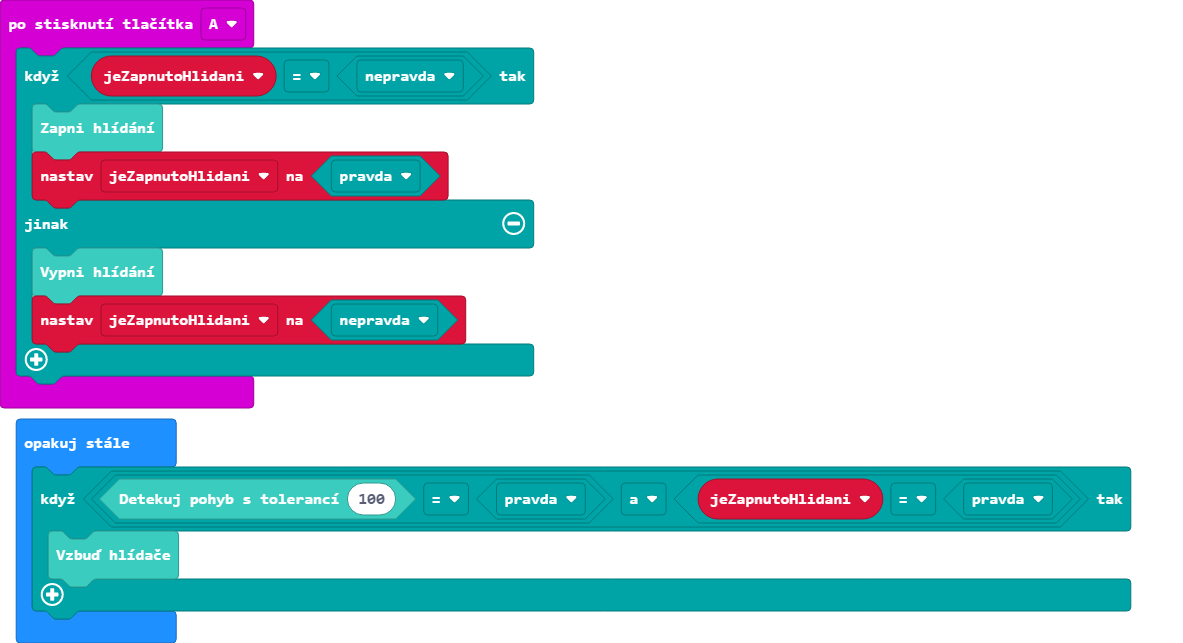 po stisknutí tlačítka A
když jeZapnutoHlidani = nepravda tak
Zapni hlídání
nastav jeZapnutoHlidani na pravda
jinak
Vypni hlídání
nastav jeZapnutoHlidani na nepravda
opakuj stále
když Detekuj pohyb s tolerancí 100 = pravda a jeZapnutoHlidani = pravda tak
Vzbuď hlídače